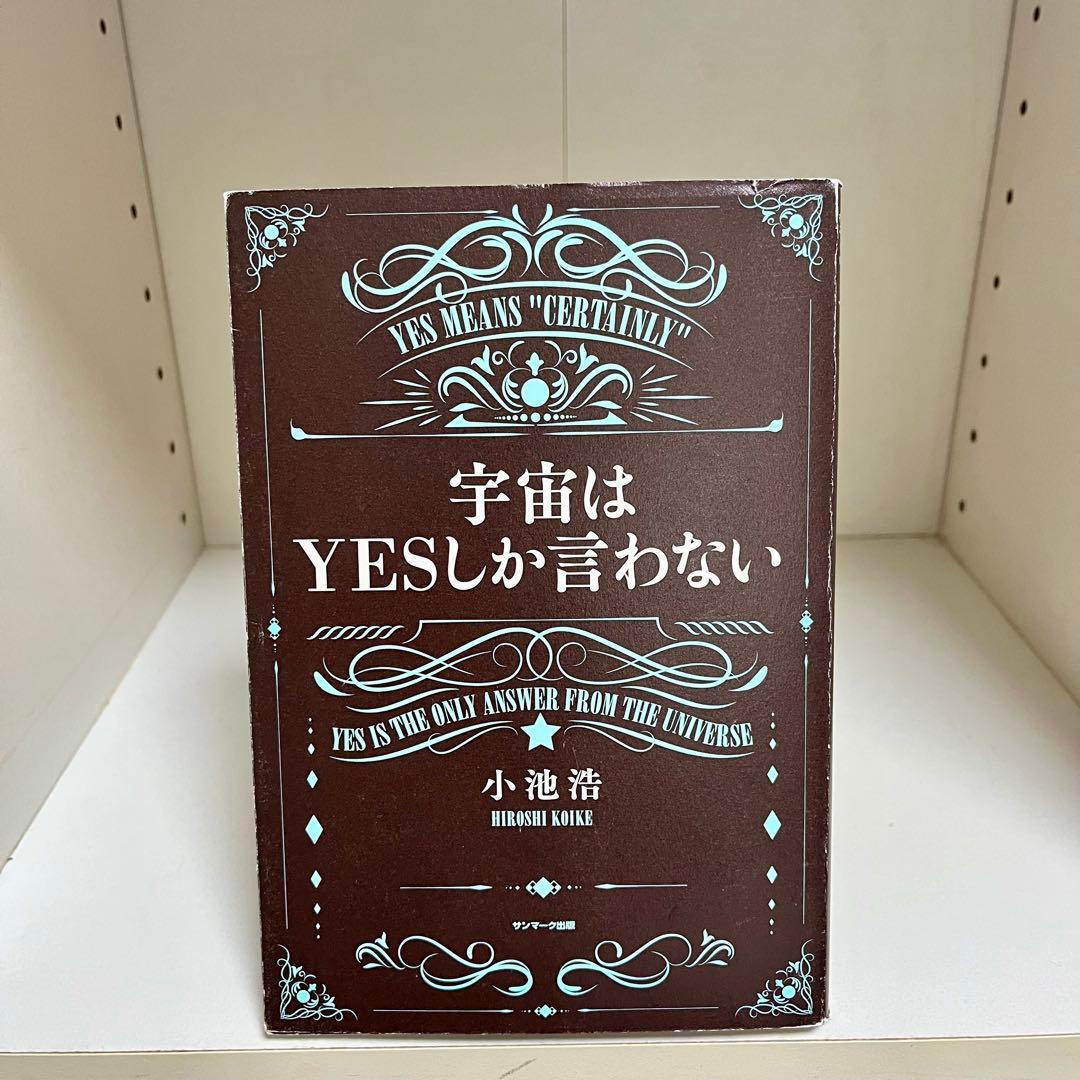 YES MEANS "CERTAINLY"
宇宙は
YESしか言わない
YES IS THE ONLY ANSWER FROM THE UNIVERSE
小池浩
HIROSHI KOIKE
サンマーク出版